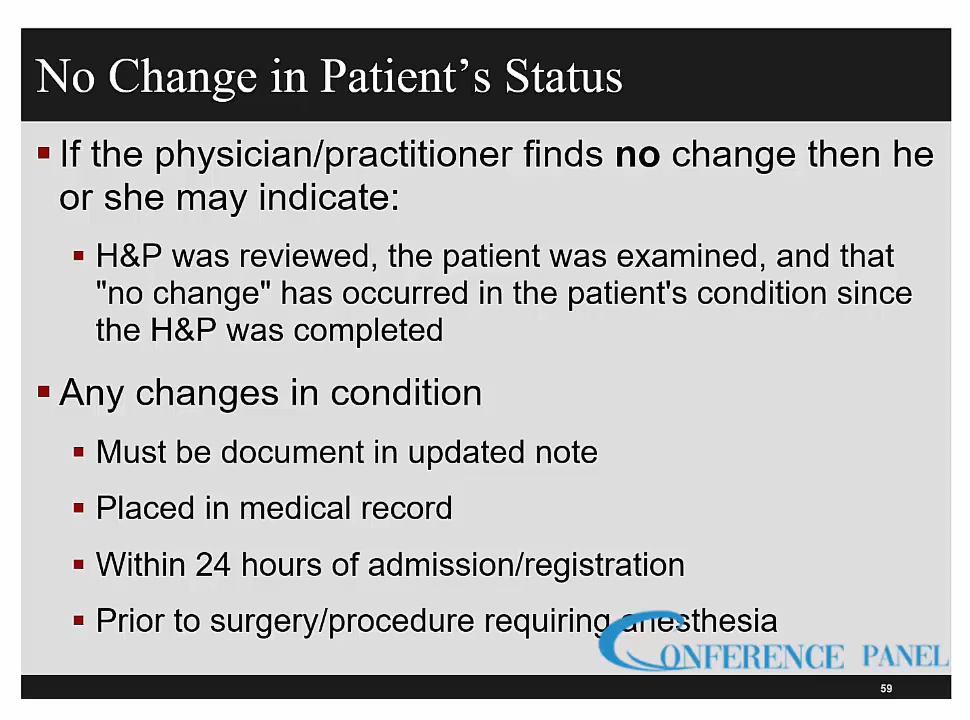 No Change in Patient's Status
If the physician/practitioner finds no change then he
or she may indicate:
H&P was reviewed, the patient was examined, and that
"no change" has occurred in the patient's condition since
the H&P was completed
Any changes in condition
Must be document in updated note
Placed in medical record
Within 24 hours of admission/registration
Prior to surgery/procedure requiring anesthesia
CONFERENCE PANEL
59